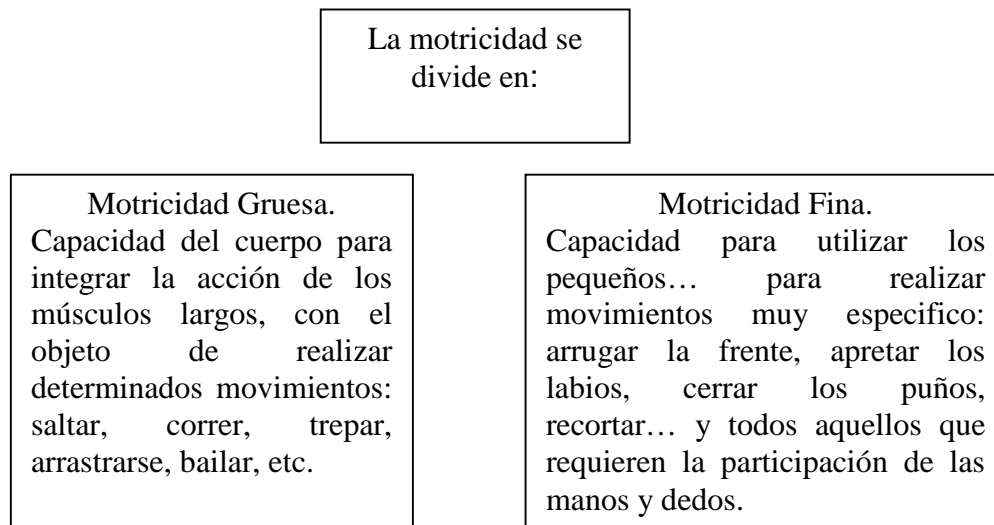 La motricidad se
divide en:
Motricidad Gruesa.
Capacidad del cuerpo para
integrar la acción de los
músculos largos, con el
objeto de realizar
determinados movimientos:
saltar, correr, trepar,
arrastrarse, bailar, etc.
Motricidad Fina.
Capacidad para utilizar los
pequeños… para realizar
movimientos muy especifico:
arrugar la frente, apretar los
labios, cerrar los puños,
recortar… y todos aquellos que
requieren la participación de las
manos y dedos.